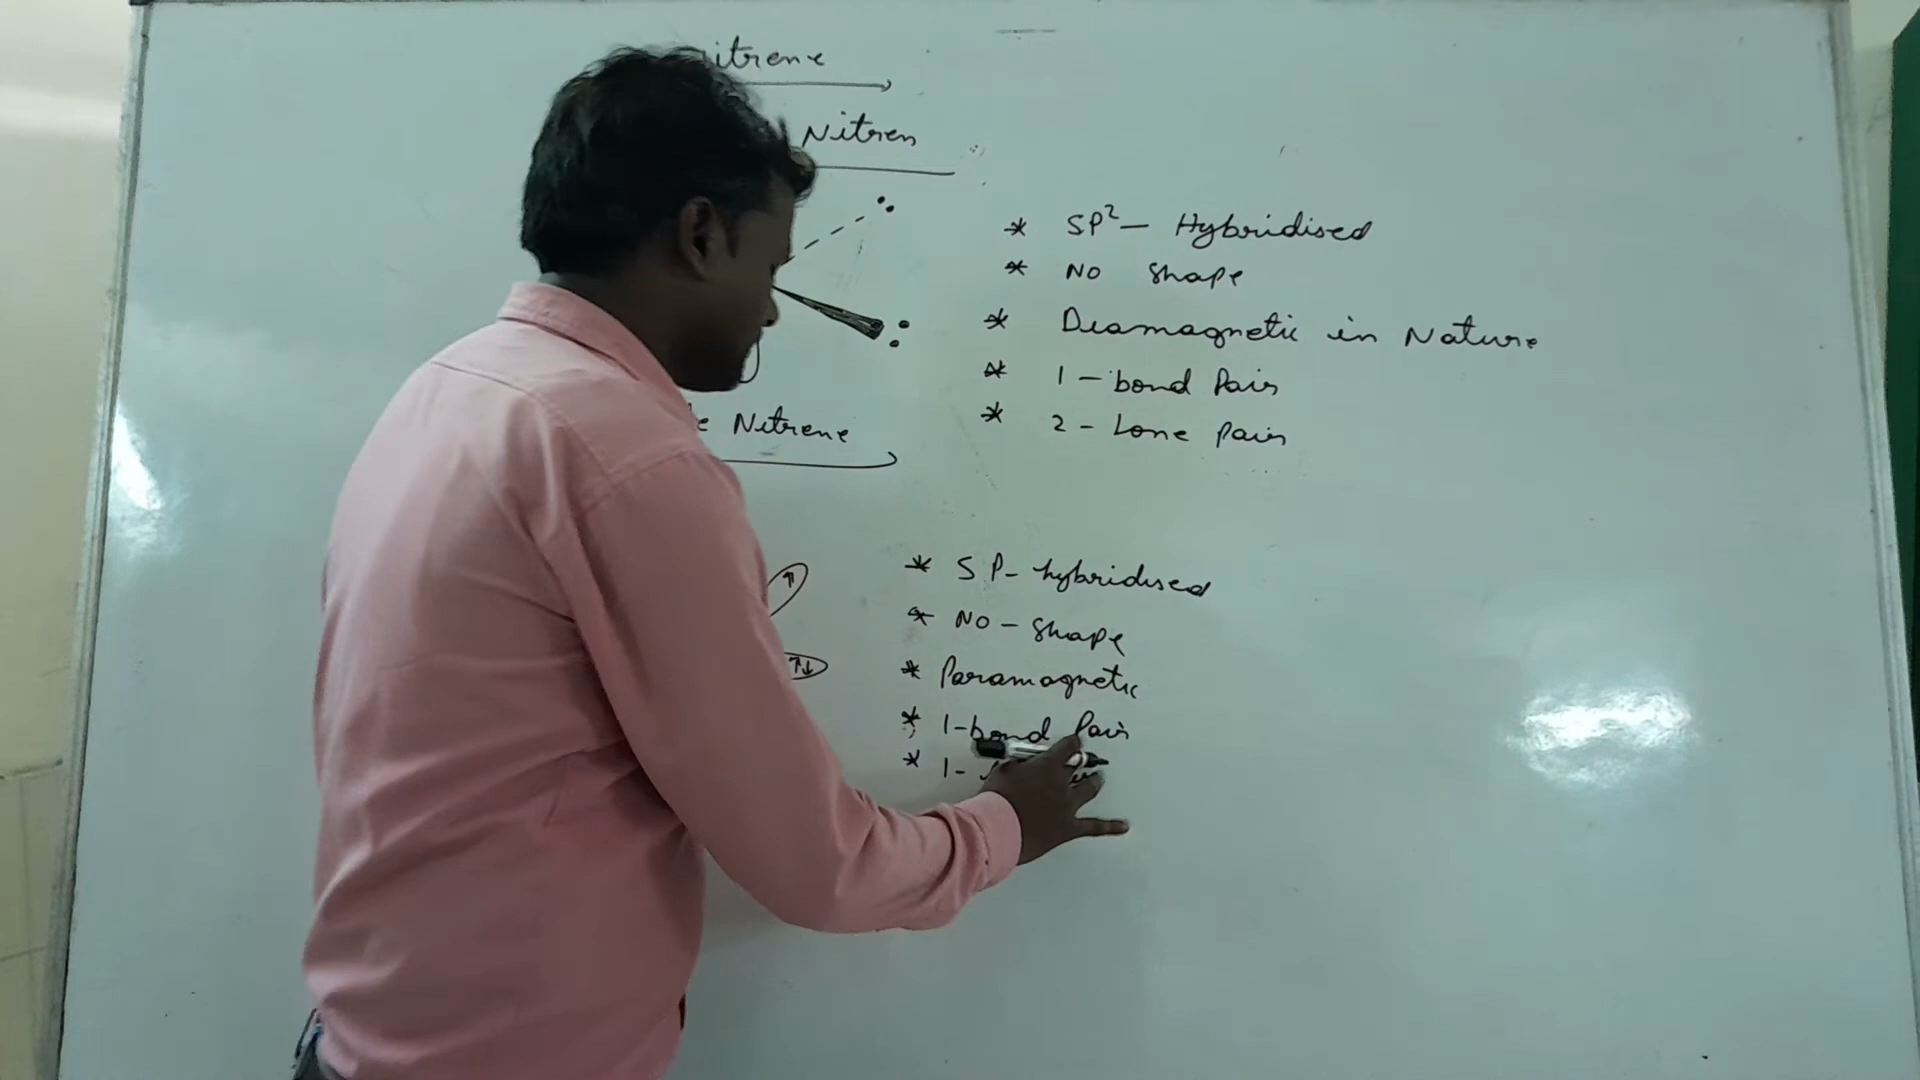 itrene
Nitren
* SP²- Hybridised
* No Shape
* Diamagnetic in Nature
* 1 - bond Pair
* 2 - Lone pair
Nitrene
* SP- hybridised
* NO - Shape
* Paramagnetic
* 1-bond Pair
* 1-